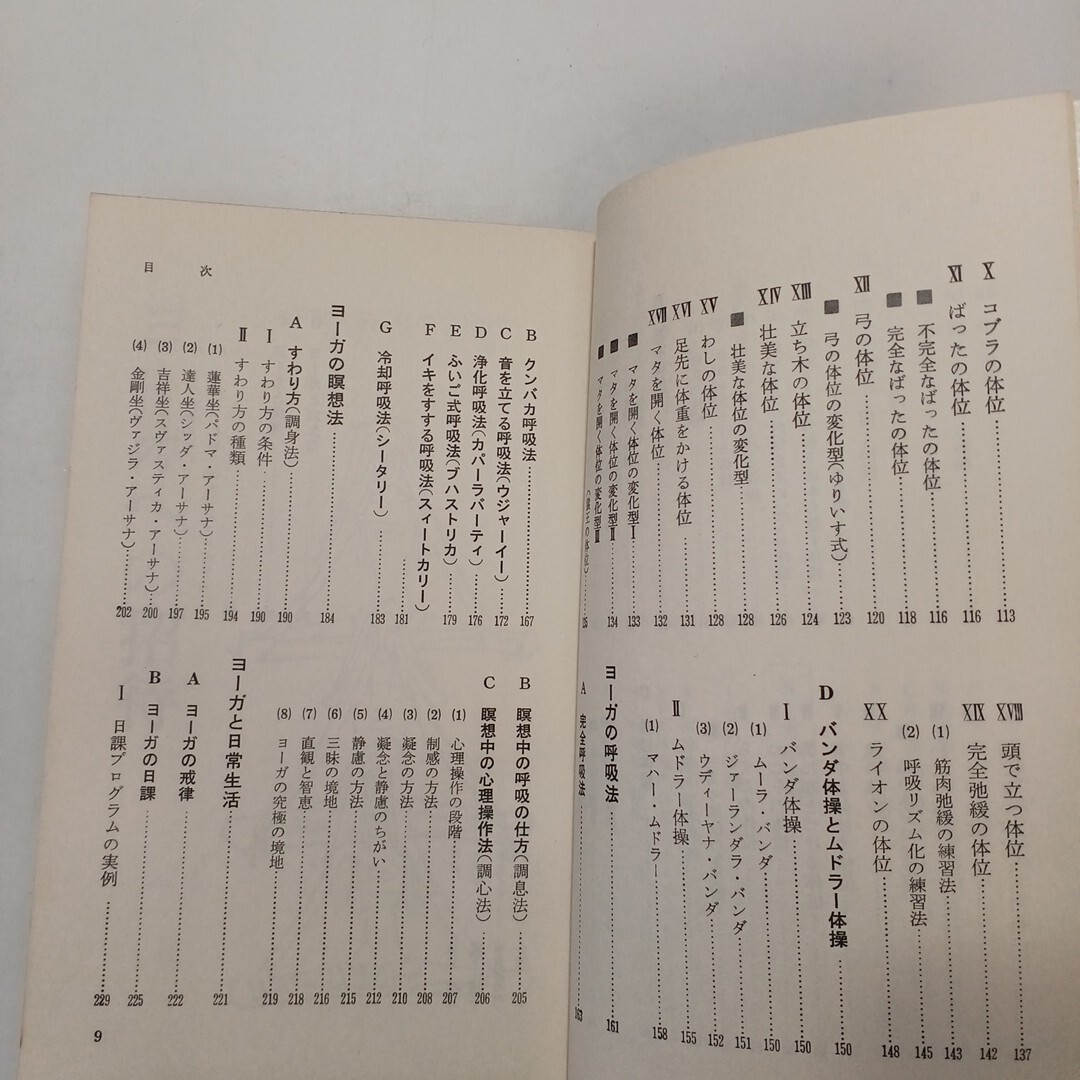 X コブラの体位 113
XI ばったの体位 116
■ 不完全なばったの体位 116
■ 完全なばったの体位 118
XII 弓の体位 120
■ 弓の体位の変化型(ゆりいす式) 123
XIII 立ち木の体位 124
XIV 壮美な体位 126
■ 壮美な体位の変化型 128
XV わしの体位 128
XVI 足先に体重をかける体位 131
XVII マタを開く体位 132
■ マタを開く体位の変化型I 133
■ マタを開く体位の変化型II 134
■ マタを開く体位の変化型III
XVIII 頭で立つ体位 137
XIX 完全弛緩の体位 142
(1) 筋肉弛緩の練習法 143
(2) 呼吸リズム化の練習法 145
XX ライオンの体位 148
D バンダ体操とムドラー体操 150
I バンダ体操 150
(1) ムーラ・バンダ 150
(2) ジァーランダラ・バンダ 151
(3) ウディーヤナ・バンダ 152
II ムドラー体操 155
(1) マハー・ムドラー 158
ヨーガの呼吸法 161
A 完全呼吸法 163
目次
B クンバカ呼吸法 167
C 音を立てる呼吸法(ウジャーイー) 172
D 浄化呼吸法(カパーラバーティ) 176
E ふいご式呼吸法(ブハストリカ) 179
F イキをすする呼吸法(スィートカリー) 181
G 冷却呼吸法(シータリー) 183
ヨーガの瞑想法 184
A すわり方(調身法) 190
I すわり方の条件 190
II すわり方の種類 194
(1) 蓮華坐(パドマ・アーサナ) 195
(2) 達人坐(シッダ・アーサナ) 197
(3) 吉祥坐(スヴァスティカ・アーサナ) 200
(4) 金剛坐(ヴァジラ・アーサナ) 202
B 瞑想中の呼吸の仕方(調息法) 205
C 瞑想中の心理操作法(調心法) 206
(1) 心理操作の段階 207
(2) 制感の方法 208
(3) 凝念の方法 210
(4) 凝念と静慮のちがい 212
(5) 静慮の方法 215
(6) 三昧の境地 216
(7) 直観と智恵 218
(8) ヨーガの究極の境地 219
ヨーガと日常生活 221
A ヨーガの戒律 222
B ヨーガの日課 225
I 日課プログラムの実例 229
9